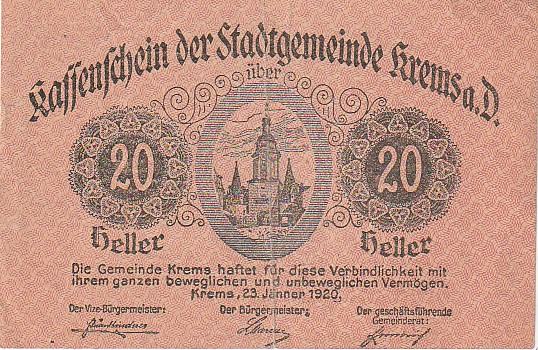 Kassenschein der Stadtgemeinde Krems a.D.
über
20 20
Heller Heller
Die Gemeinde Krems haftet für diese Verbindlichkeit mit
ihrem ganzen beweglichen und unbeweglichen Vermögen.
Krems, 23. Jänner 1920,
Der Vize-Bürgermeister: Der Bürgermeister, Der geschäftsführende
Gemeinderat: